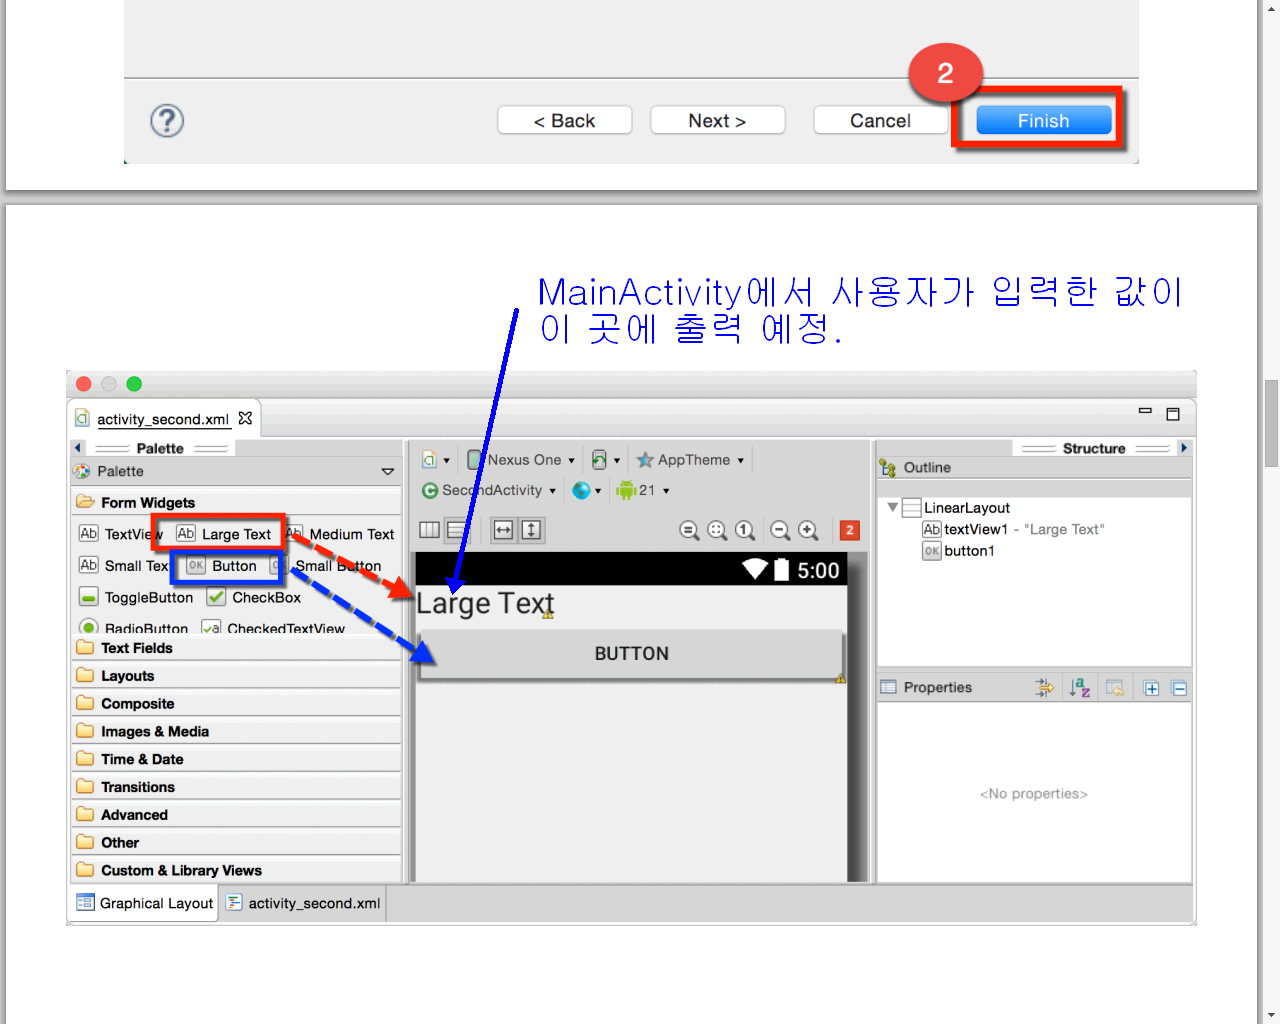 2
?
< Back
Next >
Cancel
Finish
MainActivity에서 사용자가 입력한 값이
이 곳에 출력 예정.
activity_second.xml
Palette
Palette
Form Widgets
TextView
Ab Large Text
Medium Text
Ab Small Text
OK Button
Small Button
ToggleButton
CheckBox
RadioButton
CheckedTextView
Text Fields
Layouts
Composite
Images & Media
Time & Date
Transitions
Advanced
Other
Custom & Library Views
Graphical Layout
activity_second.xml
Nexus One
AppTheme
SecondActivity
21
1
2
5:00
Large Text
BUTTON
Structure
Outline
LinearLayout
Ab textView1 - "Large Text"
OK button1
Properties
<No properties>